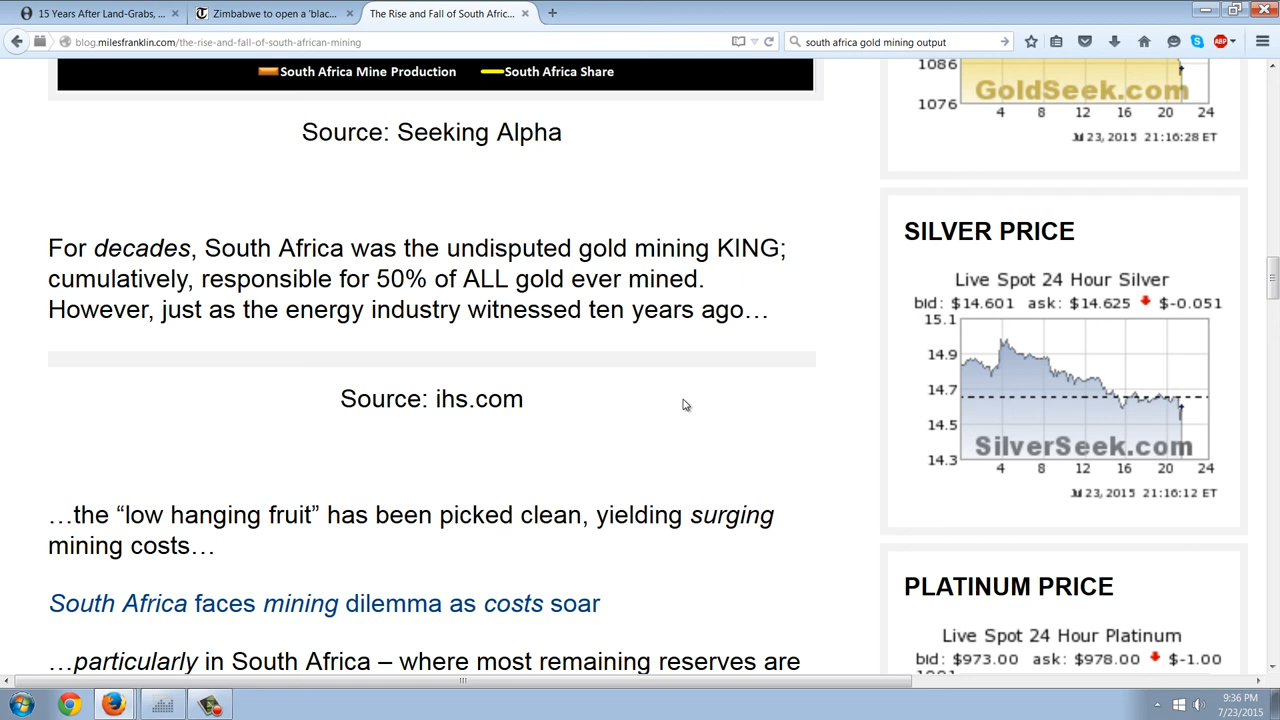 15 Years After Land-Grabs, ...
Zimbabwe to open a 'blac...
The Rise and Fall of South Afric...
blog.milesfranklin.com/the-rise-and-fall-of-south-african-mining
south africa gold mining output
ABP
South Africa Mine Production
South Africa Share
Source: Seeking Alpha
For decades, South Africa was the undisputed gold mining KING;
cumulatively, responsible for 50% of ALL gold ever mined.
However, just as the energy industry witnessed ten years ago…
Source: ihs.com
…the “low hanging fruit” has been picked clean, yielding surging
mining costs…
South Africa faces mining dilemma as costs soar
…particularly in South Africa – where most remaining reserves are
1086
1076
GoldSeek.com
4 8 12 16 20 24
Jul 23, 2015 21:16:28 ET
SILVER PRICE
Live Spot 24 Hour Silver
bid: $14.601 ask: $14.625 $-0.051
15.1
14.9
14.7
14.5
14.3
SilverSeek.com
4 8 12 16 20 24
Jul 23, 2015 21:16:12 ET
PLATINUM PRICE
Live Spot 24 Hour Platinum
bid: $973.00 ask: $978.00 $-1.00
9:36 PM
7/23/2015